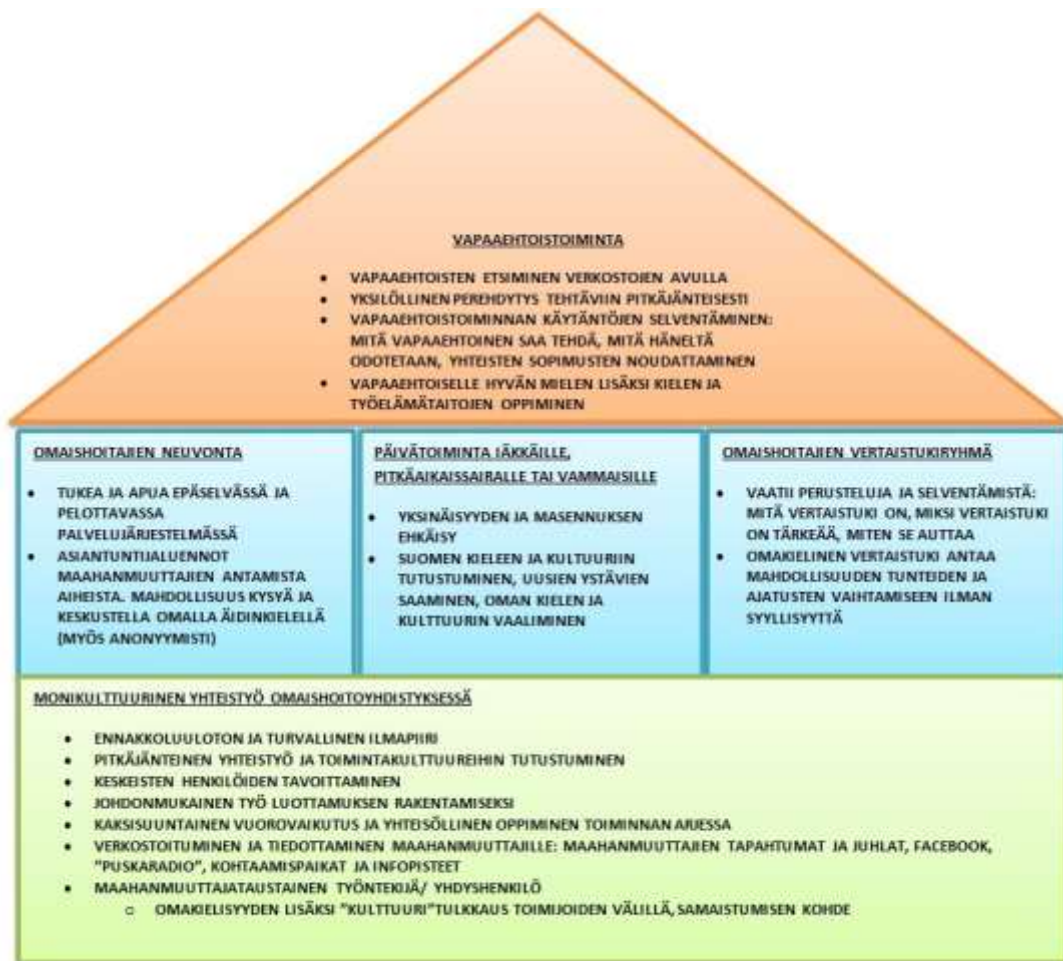 VAPAAEHTOISTOIMINTA
• VAPAAEHTOISTEN ETSIMINEN VERKOSTOJEN AVULLA
• YKSILÖLLINEN PEREHDYTYS TEHTÄVIIN PITKÄJÄNTEISESTI
• VAPAAEHTOISTOIMINNAN KÄYTÄNTÖJEN SELVENTÄMINEN:
MITÄ VAPAAEHTOINEN SAA TEHDÄ, MITÄ HÄNELTÄ
ODOTETAAN, YHTEISTEN SOPIMUSTEN NOUDATTAMINEN
• VAPAAEHTOISELLE HYVÄN MIELEN LISÄKSI KIELEN JA
TYÖELÄMÄTAITOJEN OPPIMINEN
OMAISHOITAJIEN NEUVONTA
• TUKEA JA APUA EPÄSELVÄSSÄ JA
PELOTTAVASSA
PALVELUJÄRJESTELMÄSSÄ
• ASIANTUNTIJALUENNOT
MAAHANMUUTTAJIEN ANTAMISTA
AIHEISTA. MAHDOLLISUUS KYSYÄ JA
KESKUSTELLA OMALLA ÄIDINKIELELLÄ
(MYÖS ANONYYMISTI)
PÄIVÄTOIMINTA IÄKKÄILLE,
PITKÄAIKAISSAIRALLE TAI VAMMAISILLE
• YKSINÄISYYDEN JA MASENNUKSEN
EHKÄISY
• SUOMEN KIELEEN JA KULTUURIIN
TUTUSTUMINEN, UUSIEN YSTÄVIEN
SAAMINEN, OMAN KIELEN JA
KULTTUURIN VAALIMINEN
OMAISHOITAJIEN VERTAISTUKIRYHMÄ
• VAATII PERUSTELUJA JA SELVENTÄMISTÄ:
MITÄ VERTAISTUKI ON, MIKSI VERTAISTUKI
ON TÄRKEÄÄ, MITEN SE AUTTAA
• OMAKIELINEN VERTAISTUKI ANTAA
MAHDOLLISUUDEN TUNTEIDEN JA
AJATUSTEN VAIHTAMISEEN ILMAN
SYYLLISYYTTÄ
MONIKULTTUURINEN YHTEISTYÖ OMAISHOITOYHDISTYKSESSÄ
• ENNAKKOLUULOTON JA TURVALLINEN ILMAPIIRI
• PITKÄJÄNTEINEN YHTEISTYÖ JA TOIMINTAKULTTUUREIHIN TUTUSTUMINEN
• KESKEISTEN HENKILÖIDEN TAVOITTAMINEN
• JOHDONMUKAINEN TYÖ LUOTTAMUKSEN RAKENTAMISEKSI
• KAKSISUUNTAINEN VUOROVAIKUTUS JA YHTEISÖLLINEN OPPIMINEN TOIMINNAN ARJESSA
• VERKOSTOITUMINEN JA TIEDOTTAMINEN MAAHANMUUTTAJILLE: MAAHANMUUTTAJIEN TAPAHTUMAT JA JUHLAT, FACEBOOK,
"PUSKARADIO", KOHTAAMISPAIKAT JA INFOPISTEET
• MAAHANMUUTTAJATAUSTAINEN TYÖNTEKIJÄ/ YHDYSHENKILÖ
o OMAKIELISYYDEN LISÄKSI "KULTTUURI"TULKKAUS TOIMIJOIDEN VÄLILLÄ, SAMAISTUMISEN KOHDE